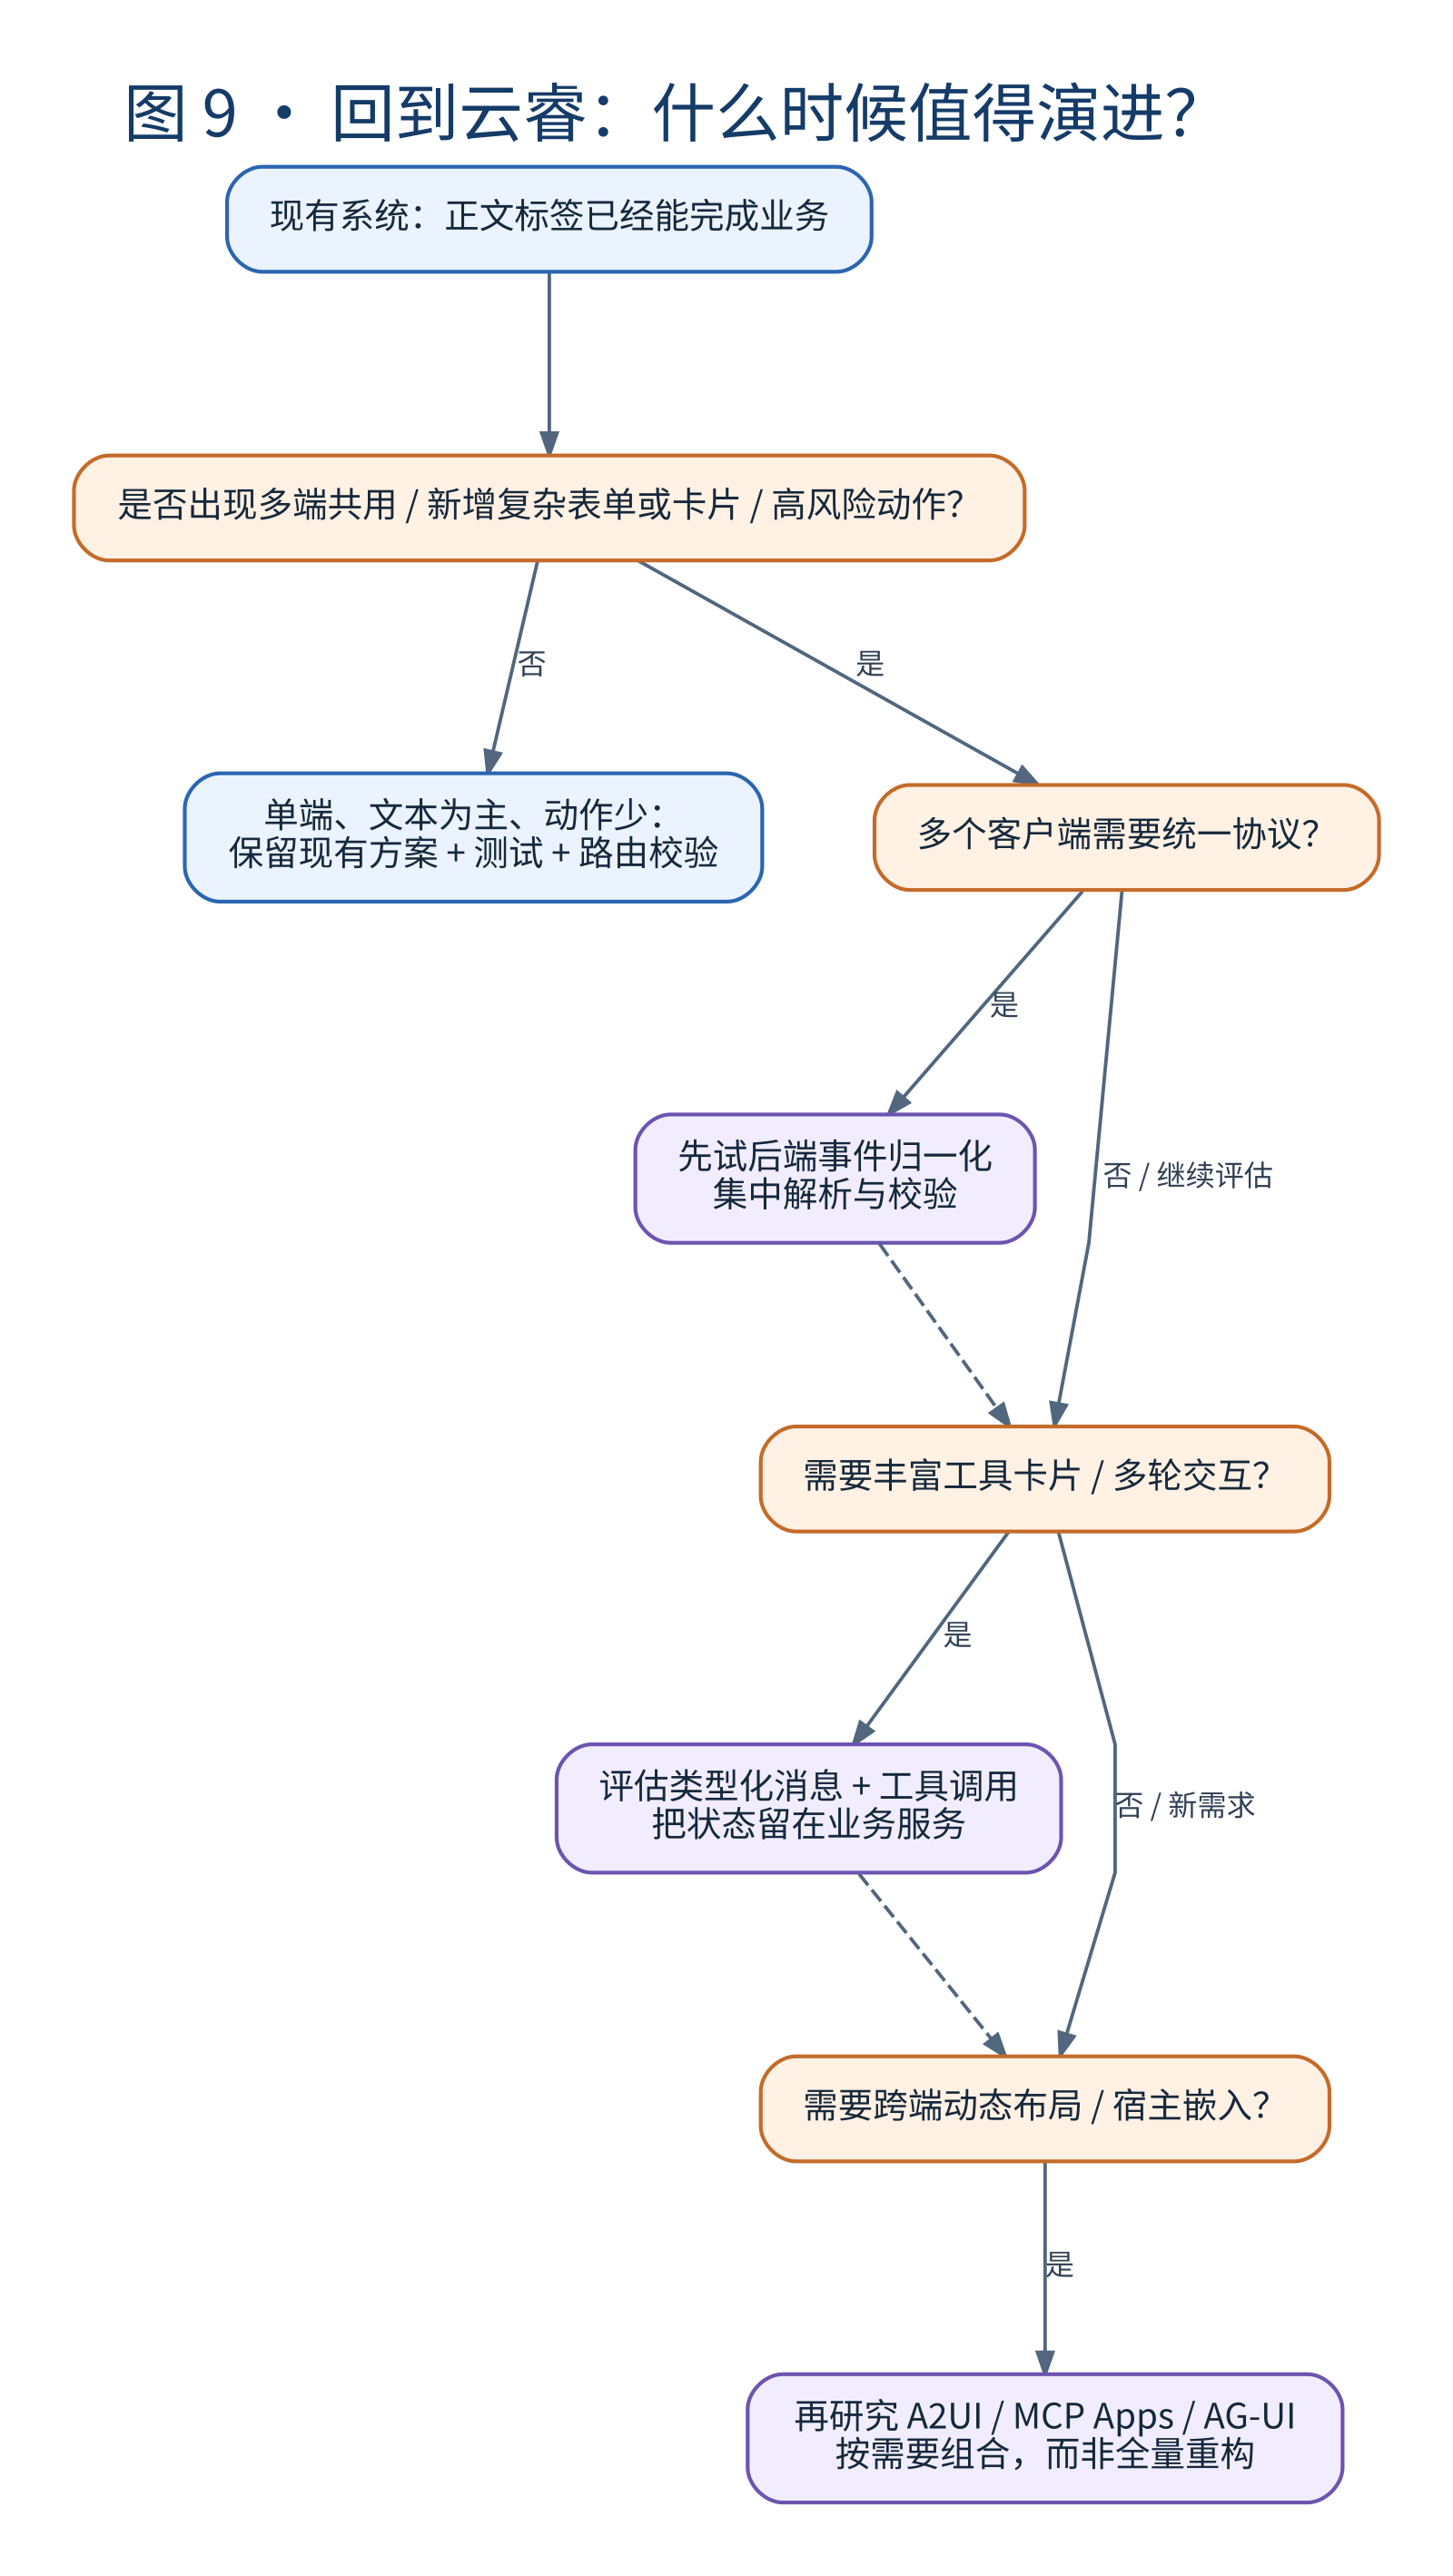 图 9 · 回到云睿：什么时候值得演进？
现有系统：正文标签已经能完成业务
是否出现多端共用 / 新增复杂表单或卡片 / 高风险动作？
否
是
单端、文本为主、动作少：
保留现有方案 + 测试 + 路由校验
多个客户端需要统一协议？
是
先试后端事件归一化
集中解析与校验
否 / 继续评估
需要丰富工具卡片 / 多轮交互？
是
评估类型化消息 + 工具调用
把状态留在业务服务
否 / 新需求
需要跨端动态布局 / 宿主嵌入？
是
再研究 A2UI / MCP Apps / AG-UI
按需要组合，而非全量重构